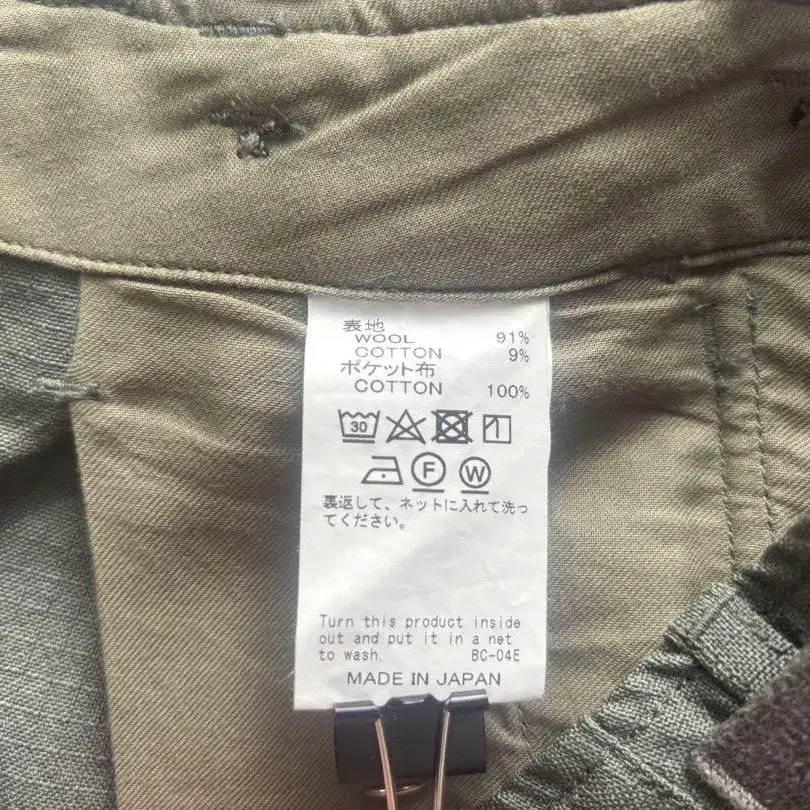 表地
WOOL 91%
COTTON 9%
ポケット布
COTTON 100%
30
F W
裏返して、ネットに入れて洗っ
てください。
Turn this product inside
out and put it in a net
to wash. BC-04E
MADE IN JAPAN